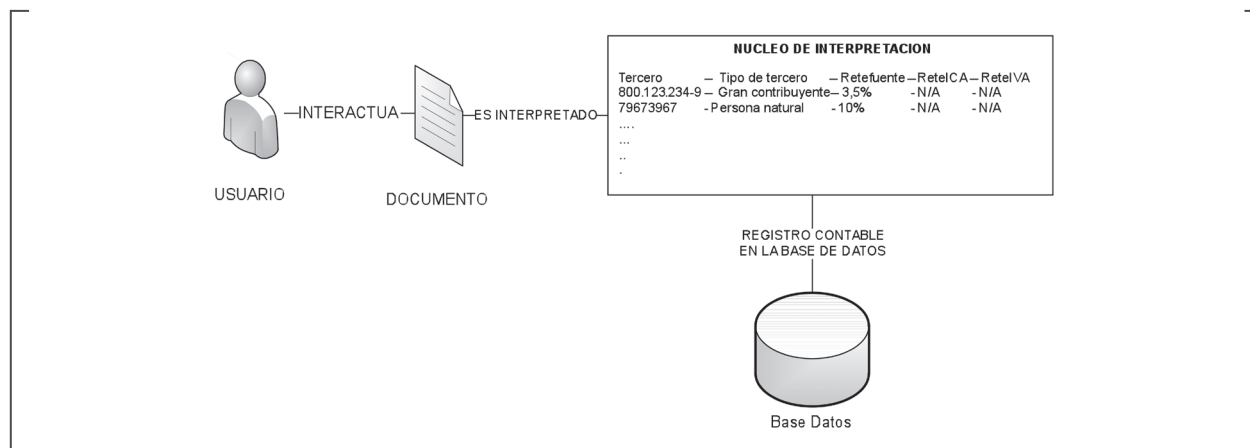 NUCLEO DE INTERPRETACION
Tercero – Tipo de tercero – Retefuente – ReteICA – ReteIVA
800.123.234-9 – Gran contribuyente – 3,5% - N/A - N/A
79673967 - Persona natural - 10% - N/A - N/A
....
...
..
.
INTERACTUA
ES INTERPRETADO
USUARIO
DOCUMENTO
REGISTRO CONTABLE
EN LA BASE DE DATOS
Base Datos